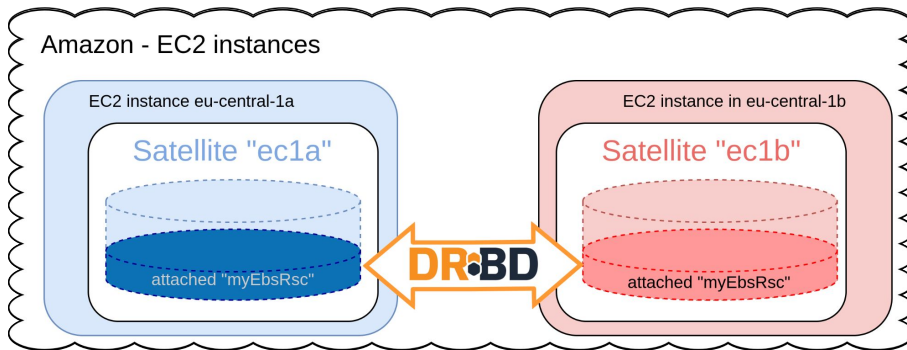 Amazon - EC2 instances
EC2 instance eu-central-1a
EC2 instance in eu-central-1b
Satellite "ec1a"
Satellite "ec1b"
DRBD
attached "myEbsRsc"
attached "myEbsRsc"